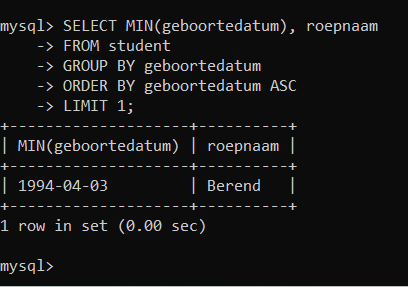 mysql> SELECT MIN(geboortedatum), roepnaam
    -> FROM student
    -> GROUP BY geboortedatum
    -> ORDER BY geboortedatum ASC
    -> LIMIT 1;
+--------------------+----------+
| MIN(geboortedatum) | roepnaam |
+--------------------+----------+
| 1994-04-03         | Berend   |
+--------------------+----------+
1 row in set (0.00 sec)

mysql>